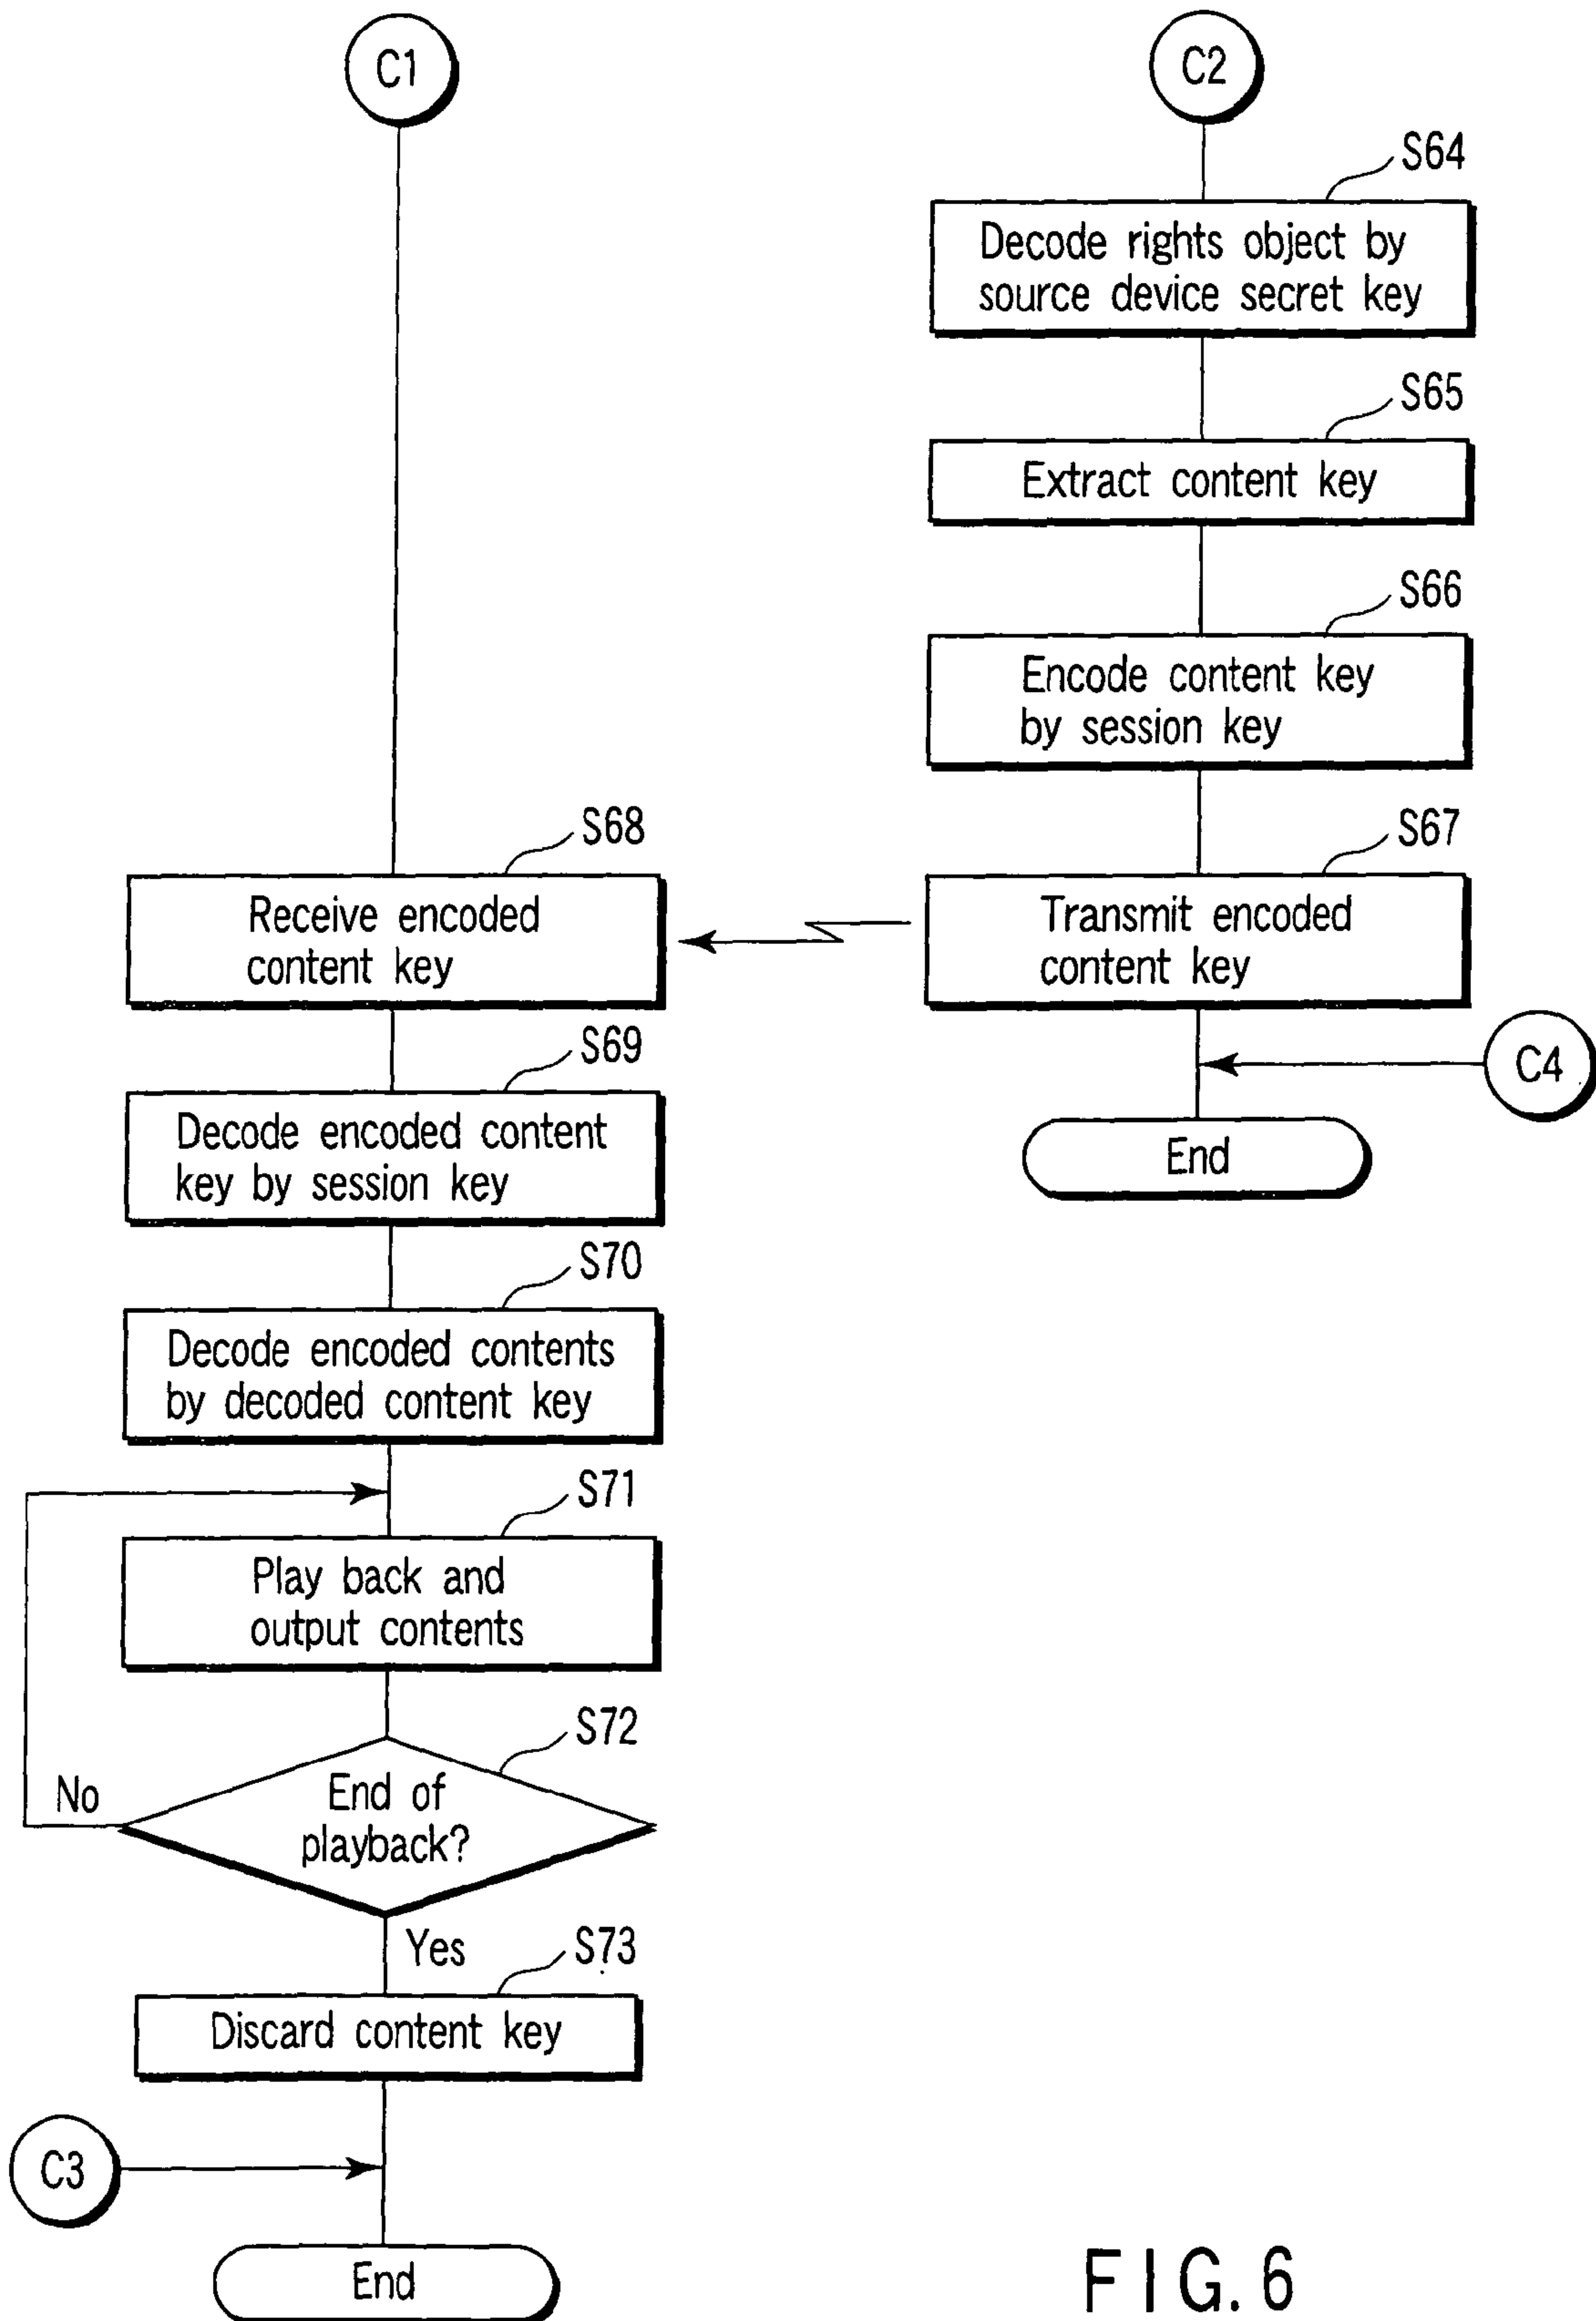 C1
C2
S64
Decode rights object by
source device secret key
S65
Extract content key
S66
Encode content key
by session key
S67
Transmit encoded
content key
C4
End
S68
Receive encoded
content key
S69
Decode encoded content
key by session key
S70
Decode encoded contents
by decoded content key
S71
Play back and
output contents
S72
End of
playback?
No
Yes
S73
Discard content key
C3
End
FIG. 6